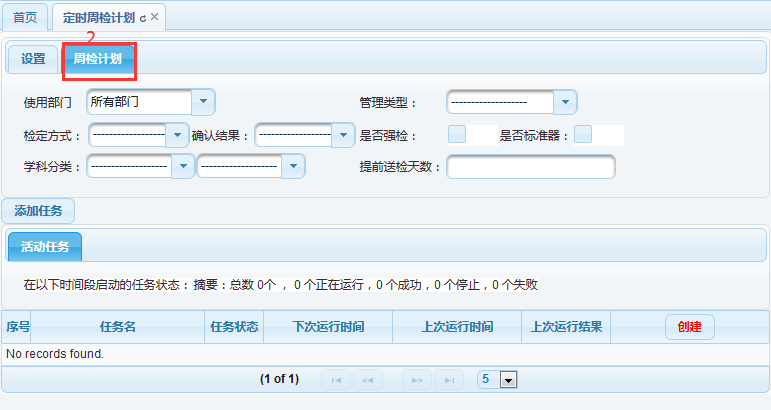 首页 定时周检计划
2
设置 周检计划
使用部门 所有部门 管理类型：-------------------
检定方式：------------------- 确认结果：------------------- 是否强检： 是否标准器：
学科分类：------------------- ------------------- 提前送检天数：
添加任务
活动任务
在以下时间段启动的任务状态：摘要：总数 0个 ，0 个正在运行，0 个成功，0 个停止，0 个失败
序号 任务名 任务状态 下次运行时间 上次运行时间 上次运行结果 创建
No records found.
(1 of 1) 5